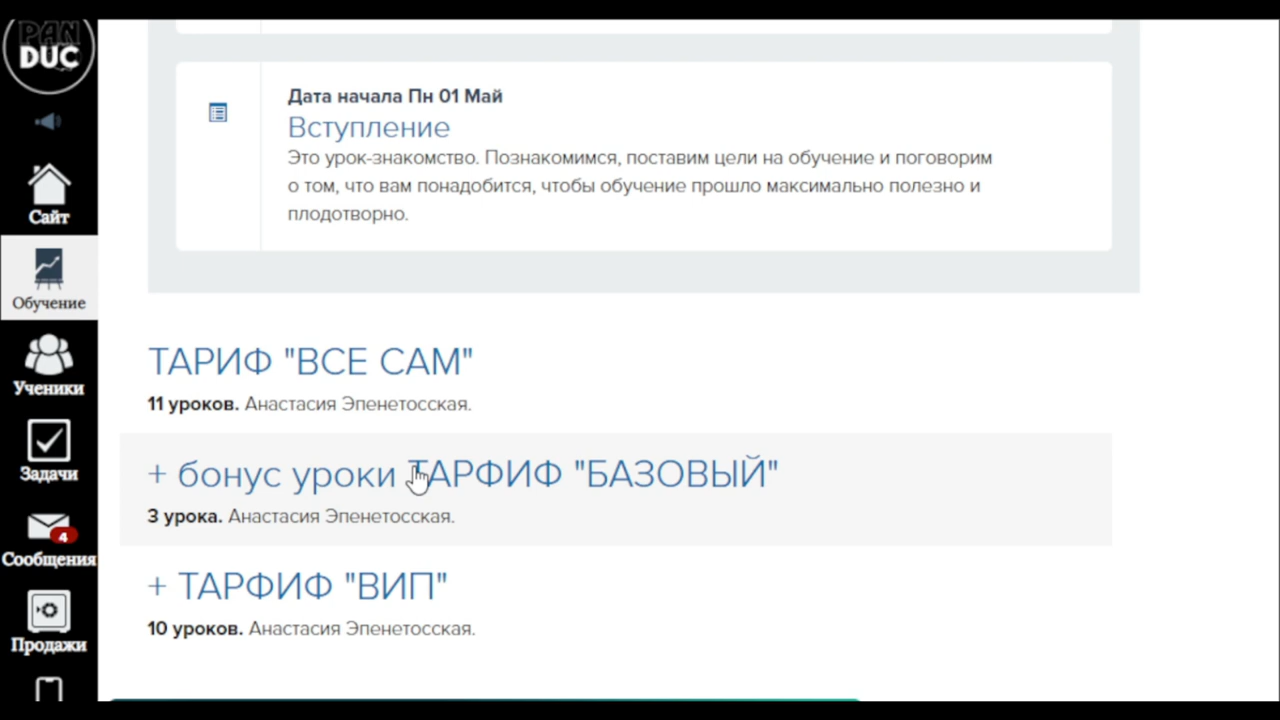 PAN
DUC
Сайт
Обучение
Ученики
Задачи
4
Сообщения
Продажи
Дата начала Пн 01 Май
Вступление
Это урок-знакомство. Познакомимся, поставим цели на обучение и поговорим
о том, что вам понадобится, чтобы обучение прошло максимально полезно и
плодотворно.
ТАРИФ "ВСЕ САМ"
11 уроков. Анастасия Эпенетосская.
+ бонус уроки ТАРФИФ "БАЗОВЫЙ"
3 урока. Анастасия Эпенетосская.
+ ТАРФИФ "ВИП"
10 уроков. Анастасия Эпенетосская.